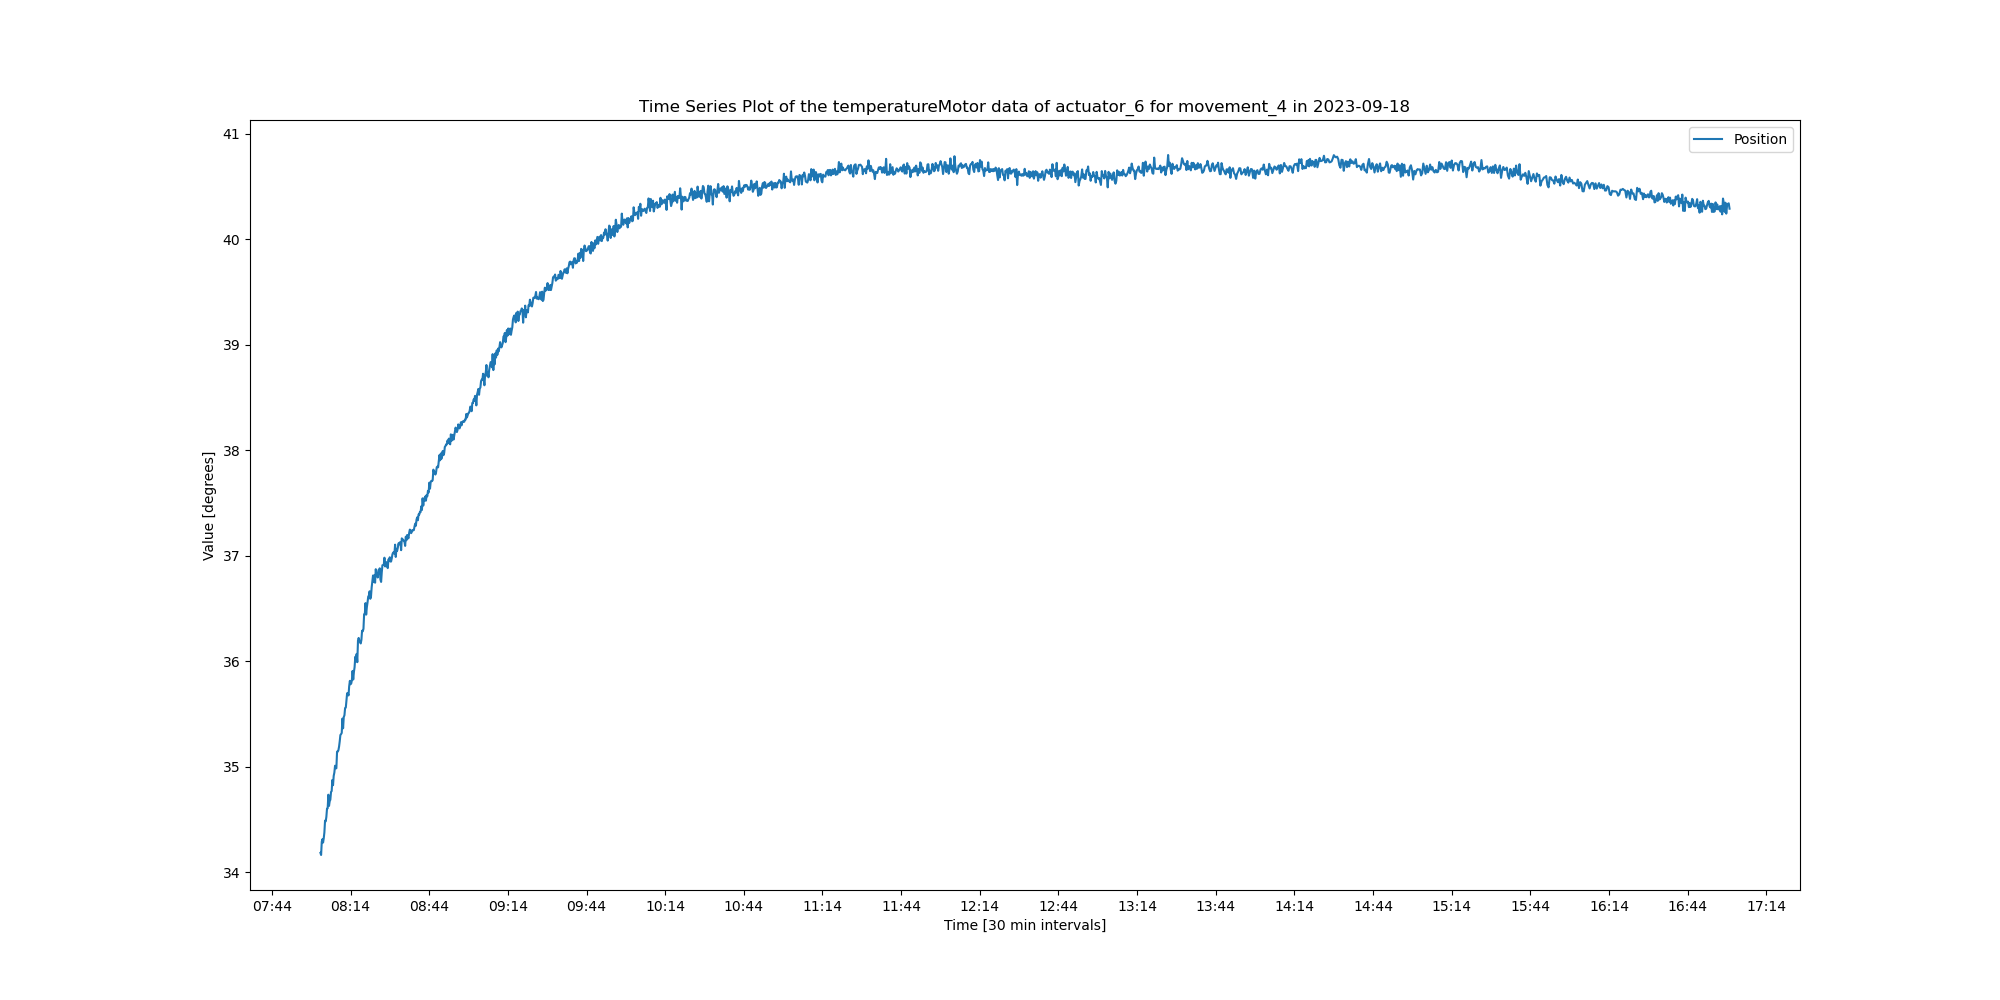 Time Series Plot of the temperatureMotor data of actuator_6 for movement_4 in 2023-09-18
Position
Value [degrees]
41
40
39
38
37
36
35
34
07:44 08:14 08:44 09:14 09:44 10:14 10:44 11:14 11:44 12:14 12:44 13:14 13:44 14:14 14:44 15:14 15:44 16:14 16:44 17:14
Time [30 min intervals]